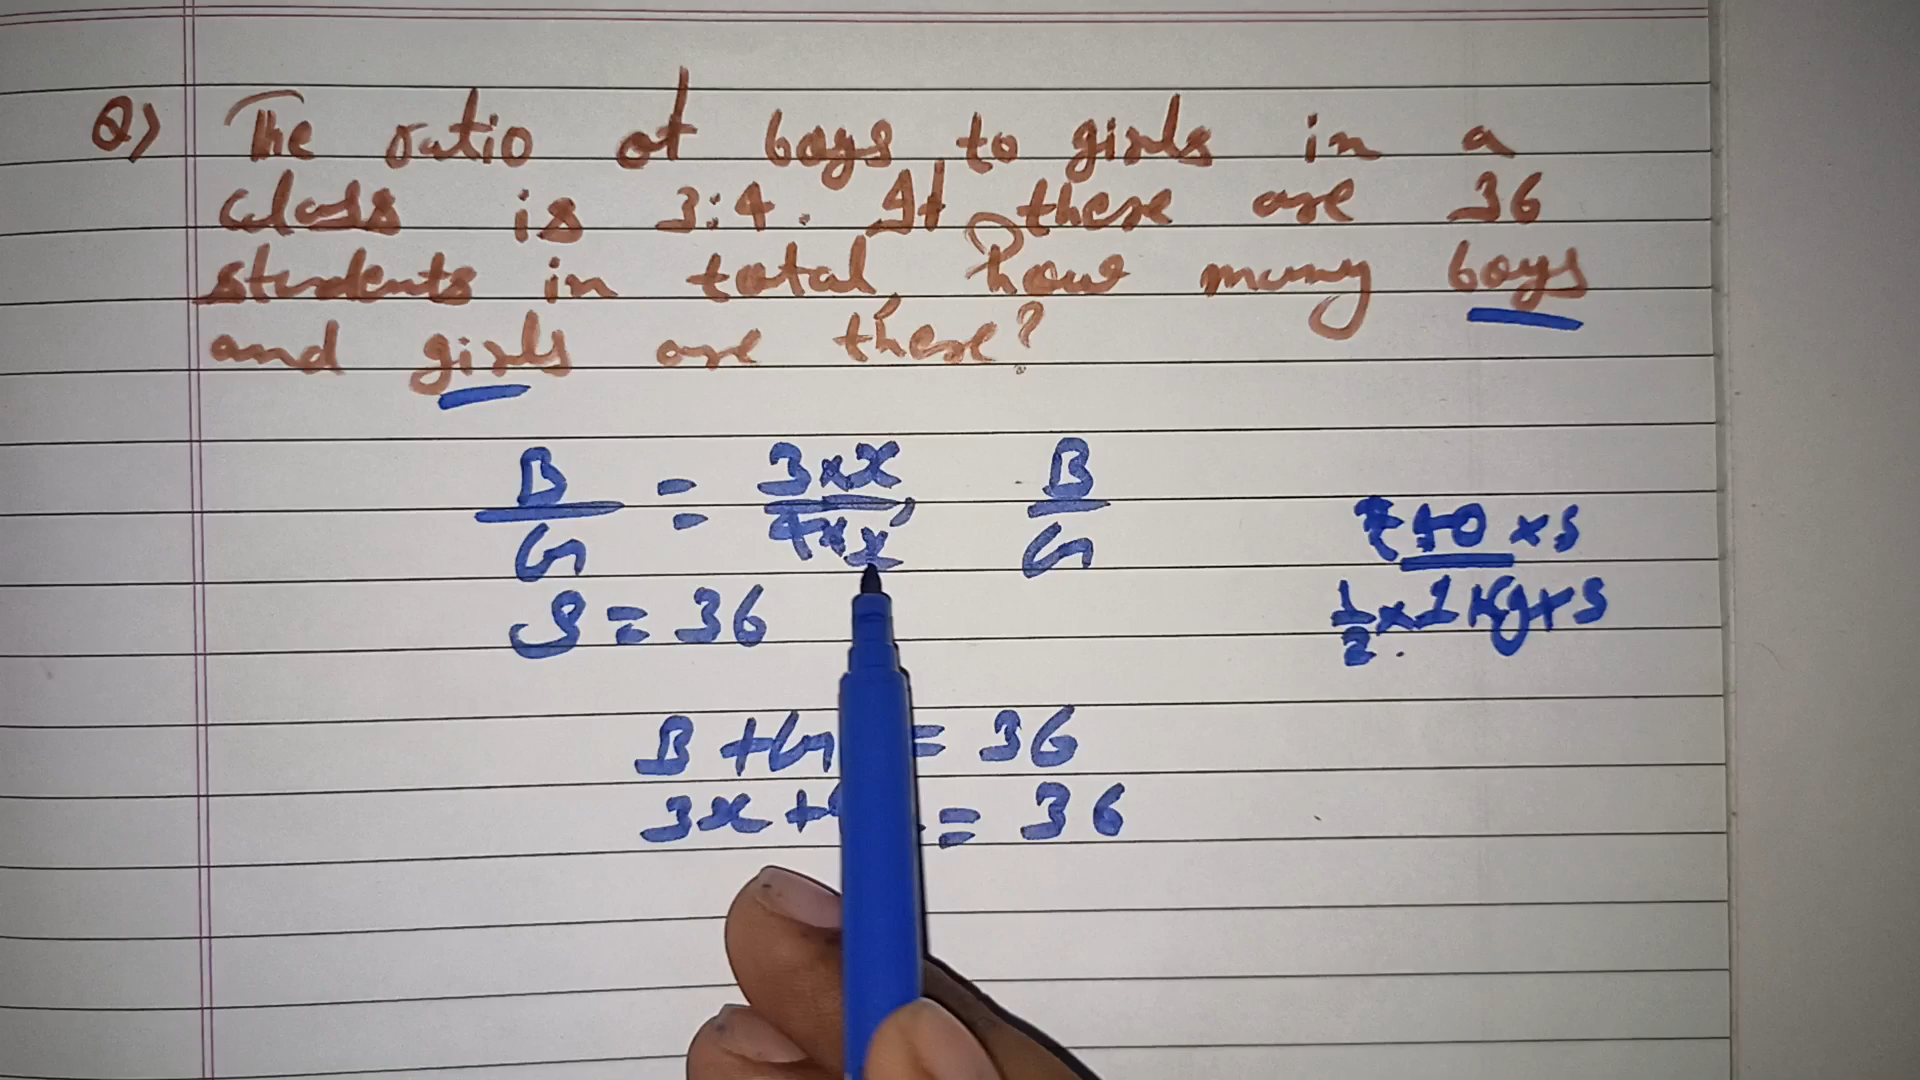 Q) The ratio of boys to girls in a
class is 3:4. If there are 36
students in total, how many boys
and girls are there?
B/G = 3×x/4×x, B/G
S = 36
B + G = 36
3x + = 36
₹ 50 × 5
1/2 × 1 Kg × 5